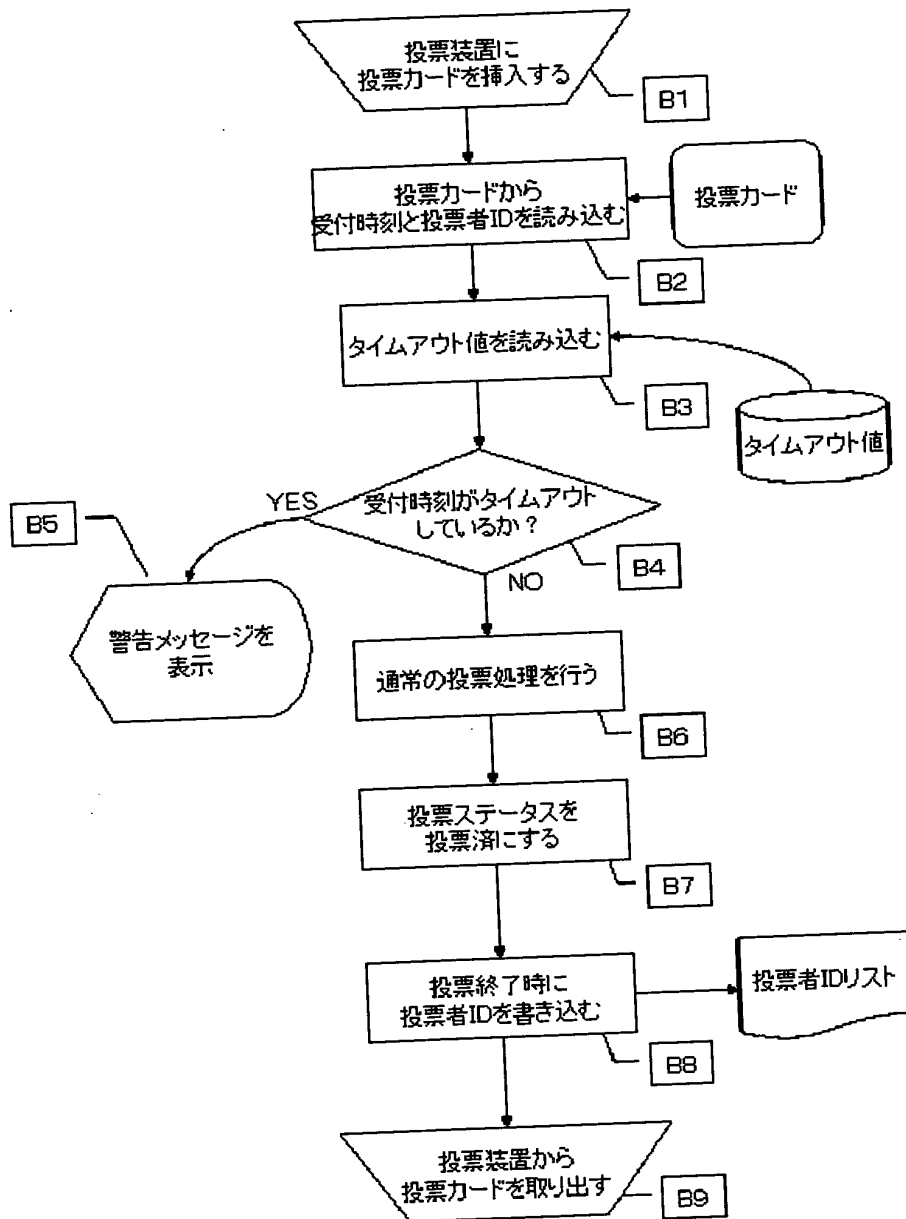 投票装置に
投票カードを挿入する
B1
投票カードから
受付時刻と投票者IDを読み込む
投票カード
B2
タイムアウト値を読み込む
B3
タイムアウト値
YES
受付時刻がタイムアウト
しているか？
B5
B4
NO
警告メッセージを
表示
通常の投票処理を行う
B6
投票ステータスを
投票済にする
B7
投票終了時に
投票者IDを書き込む
投票者IDリスト
B8
投票装置から
投票カードを取り出す
B9